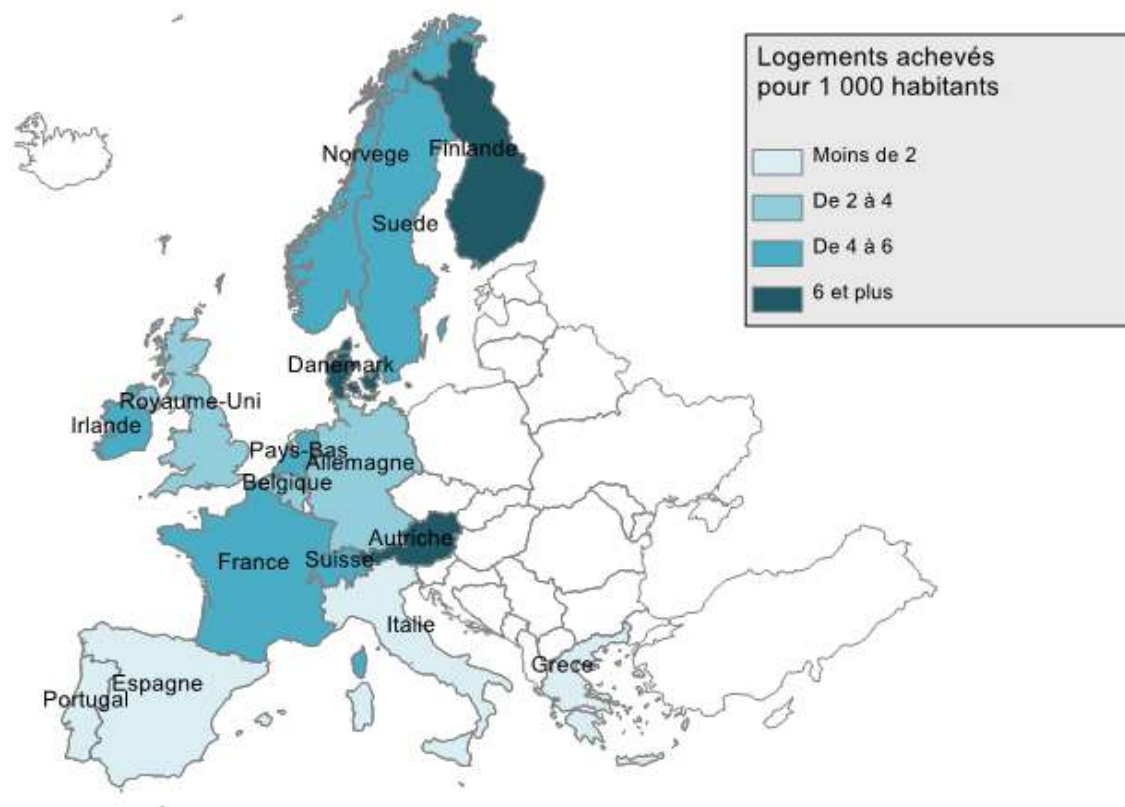 Logements achevés
pour 1 000 habitants
Moins de 2
De 2 à 4
De 4 à 6
6 et plus
Norvege
Finlande
Suede
Danemark
Royaume-Uni
Irlande
Pays-Bas
Allemagne
Belgique
Autriche
France
Suisse
Italie
Grece
Espagne
Portugal